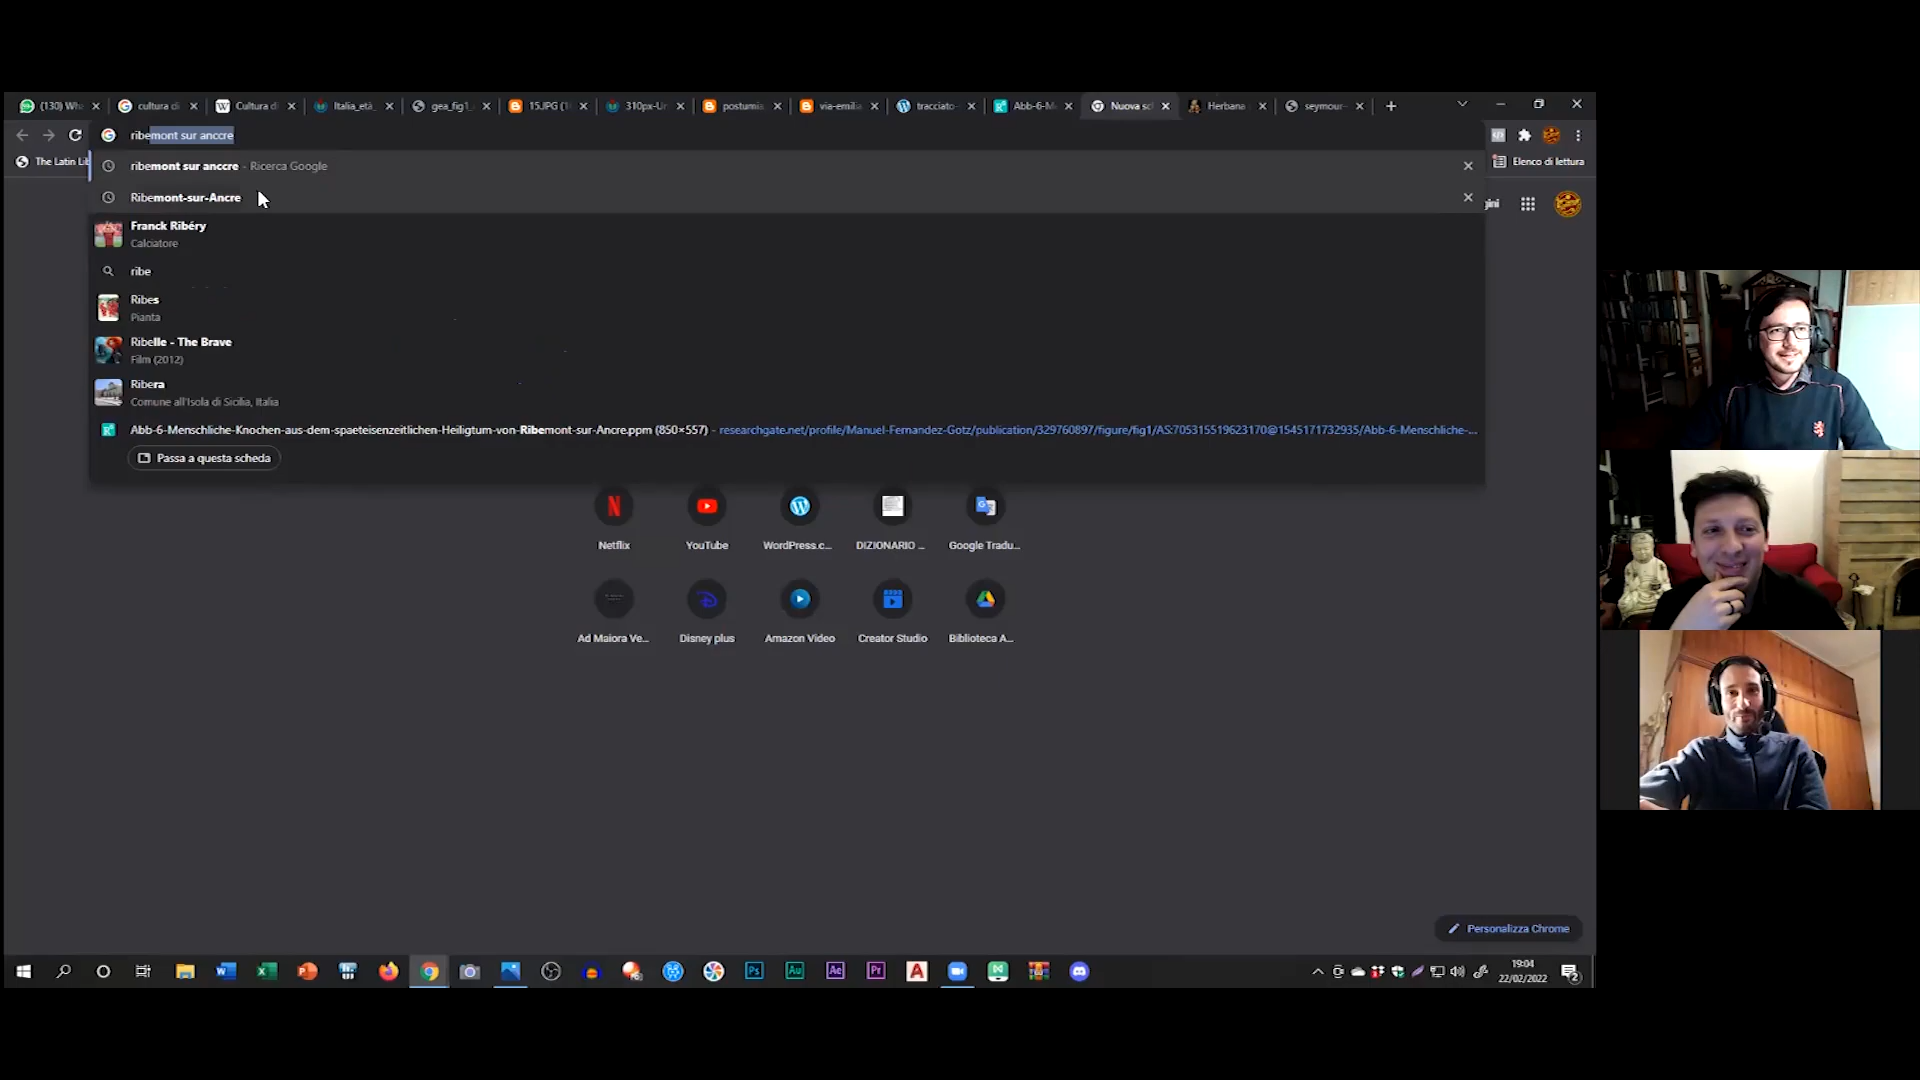 (130) Wh
cultura di
Cultura d
Italia_età
gea_fig1_
15.JPG (1
310px-Ur
postumia
via-emilia
tracciato-
Abb-6-M
Nuova sc
Herbana
seymour-
ribemont sur anccre
The Latin Lib
Elenco di lettura
ribemont sur anccre - Ricerca Google
Ribemont-sur-Ancre
gini
Franck Ribéry
Calciatore
ribe
Ribes
Pianta
Ribelle - The Brave
Film (2012)
Ribera
Comune all'Isola di Sicilia, Italia
Abb-6-Menschliche-Knochen-aus-dem-spaeteisenzeitlichen-Heiligtum-von-Ribemont-sur-Ancre.ppm (850×557) - researchgate.net/profile/Manuel-Fernandez-Gotz/publication/329760897/figure/fig1/AS:705315519623170@1545171732935/Abb-6-Menschliche-...
Passa a questa scheda
Netflix
YouTube
WordPress.c...
DIZIONARIO ...
Google Tradu...
Ad Maiora Ve...
Disney plus
Amazon Video
Creator Studio
Biblioteca A...
Personalizza Chrome
19:04
22/02/2022